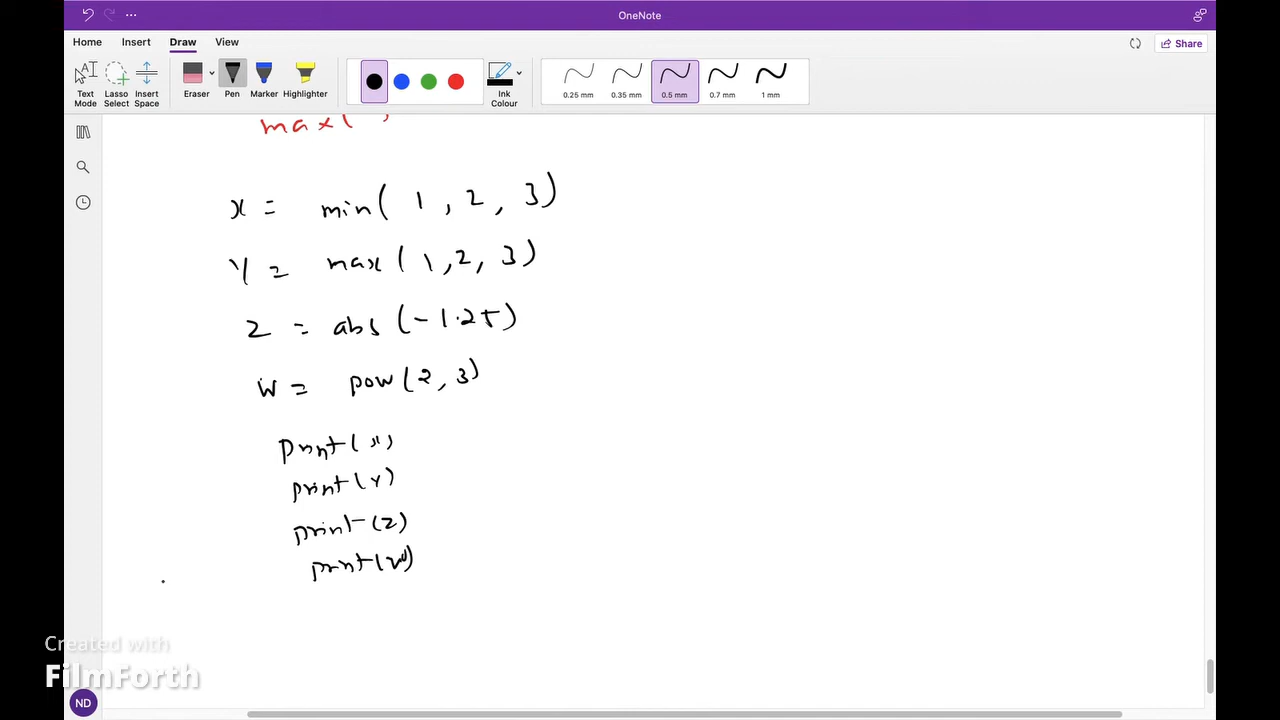 OneNote
Home Insert Draw View
Share
Text Mode Lasso Select Insert Space Eraser Pen Marker Highlighter Ink Colour 0.25 mm 0.35 mm 0.5 mm 0.7 mm 1 mm
max( ,
x = min( 1 , 2 , 3 )
Y = max ( 1 , 2 , 3 )
Z = abs ( - 1.25 )
W = pow ( 2 , 3 )
print ( x )
print ( Y )
print ( Z )
print ( W )
Created with
FilmForth
ND